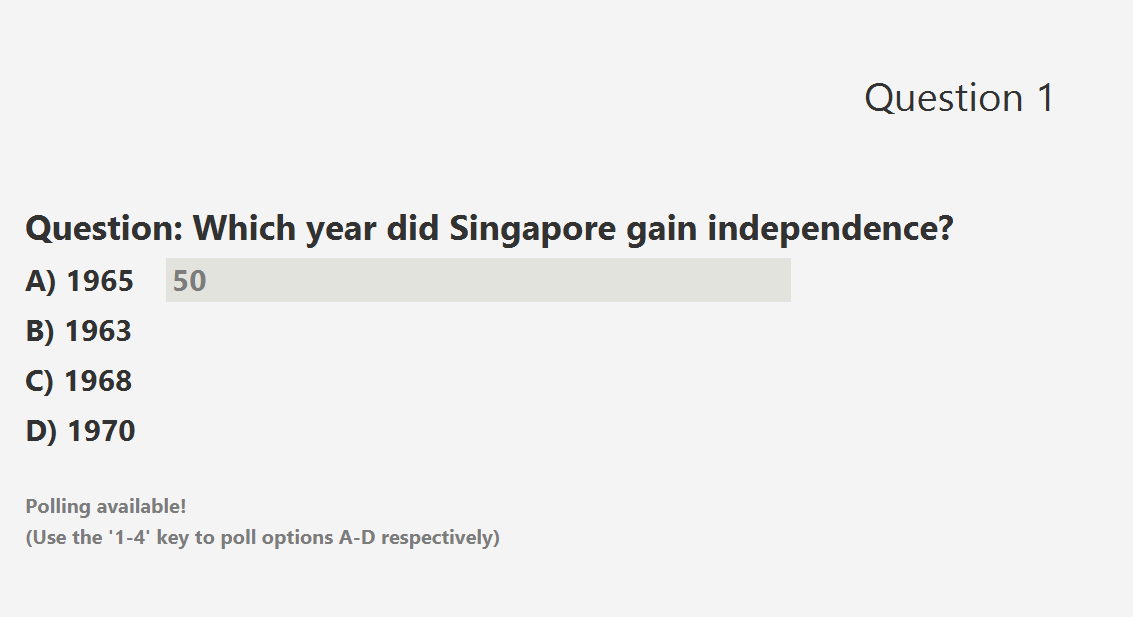 Question 1
Question: Which year did Singapore gain independence?
A) 1965 50
B) 1963
C) 1968
D) 1970
Polling available!
(Use the '1-4' key to poll options A-D respectively)